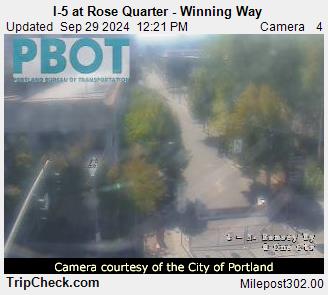 I-5 at Rose Quarter - Winning Way
Updated Sep 29 2024 12:21 PM Camera 4
PBOT
PORTLAND BUREAU OF TRANSPORTATION
Camera courtesy of the City of Portland
TripCheck.com Milepost302.00